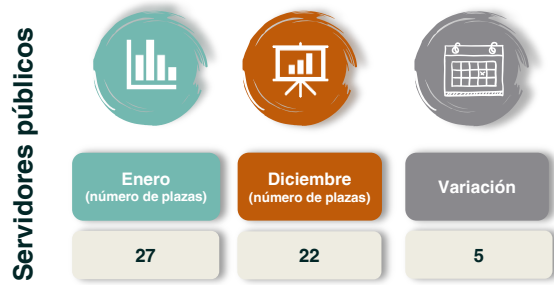 Servidores públicos
Enero
(número de plazas)
Diciembre
(número de plazas)
Variación
27
22
5